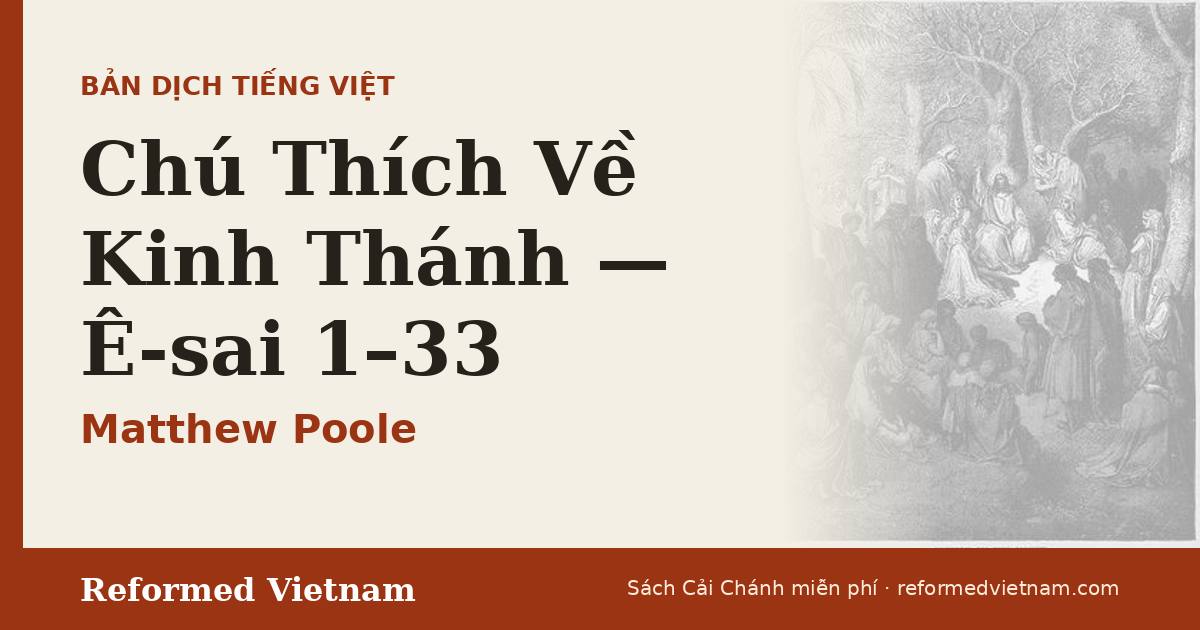 BẢN DỊCH TIẾNG VIỆT
Chú Thích Về
Kinh Thánh —
Ê-sai 1–33
Matthew Poole
Reformed Vietnam
Sách Cải Chánh miễn phí · reformedvietnam.com